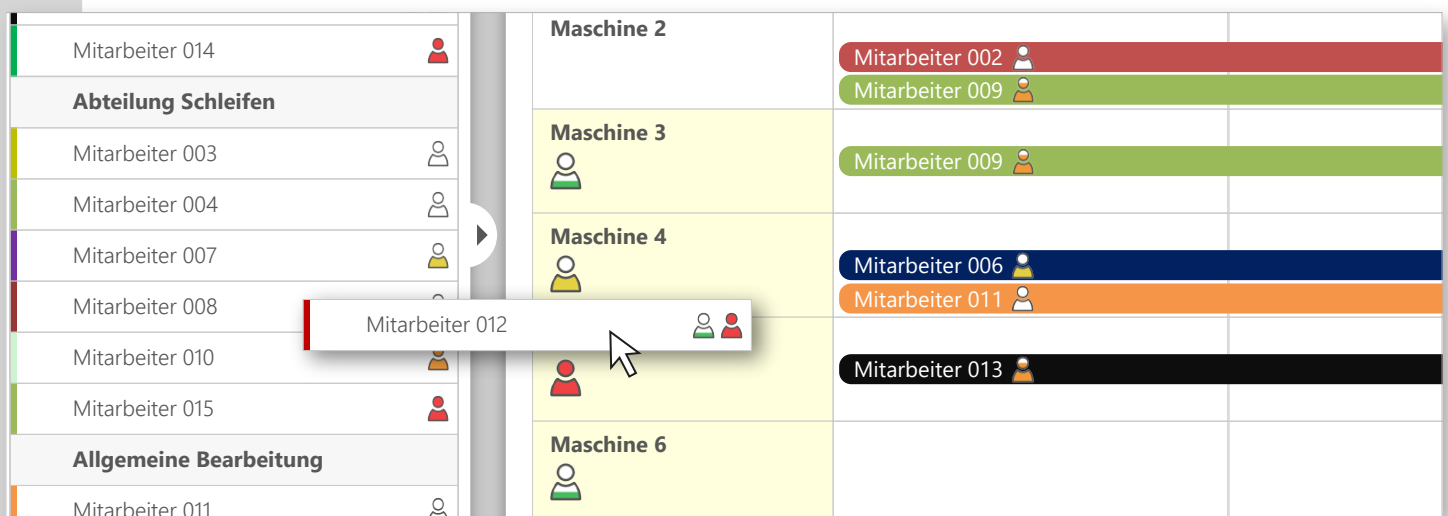 Mitarbeiter 014
Abteilung Schleifen
Mitarbeiter 003
Mitarbeiter 004
Mitarbeiter 007
Mitarbeiter 008
Mitarbeiter 010
Mitarbeiter 015
Allgemeine Bearbeitung
Mitarbeiter 011
Mitarbeiter 012
Maschine 2
Mitarbeiter 002
Mitarbeiter 009
Maschine 3
Mitarbeiter 009
Maschine 4
Mitarbeiter 006
Mitarbeiter 011
Mitarbeiter 013
Maschine 6